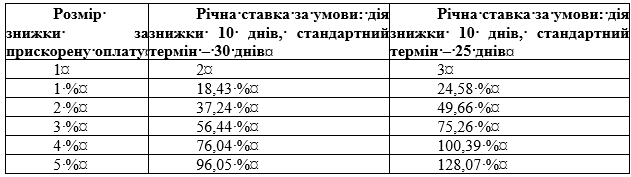 Розмір знижки за прискорену оплату¤ Річна ставка за умови: дія знижки 10 днів, стандартний термін – 30 днів¤ Річна ставка за умови: дія знижки 10 днів, стандартний термін – 25 днів¤
1¤ 2¤ 3¤
1·%¤ 18,43·%¤ 24,58·%¤
2·%¤ 37,24·%¤ 49,66·%¤
3·%¤ 56,44·%¤ 75,26·%¤
4·%¤ 76,04·%¤ 100,39·%¤
5·%¤ 96,05·%¤ 128,07·%¤